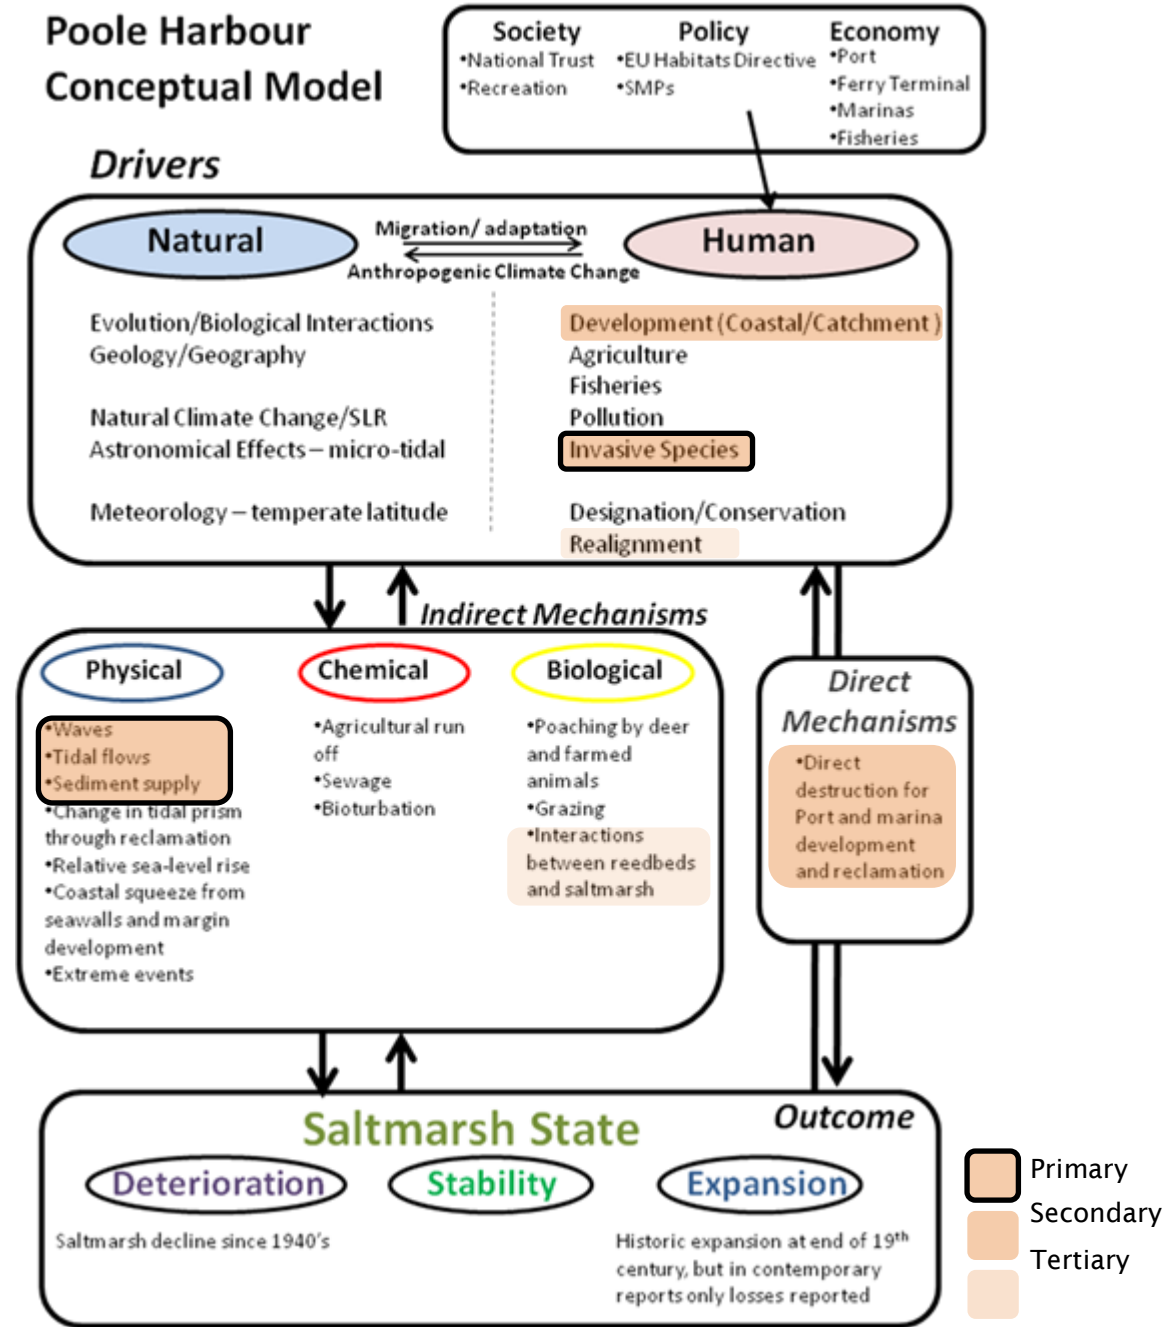 Poole Harbour
Conceptual Model
Society
•National Trust
•Recreation
Policy
•EU Habitats Directive
•SMPs
Economy
•Port
•Ferry Terminal
•Marinas
•Fisheries
Drivers
Natural
Migration/ adaptation
Anthropogenic Climate Change
Human
Evolution/Biological Interactions
Geology/Geography
Natural Climate Change/SLR
Astronomical Effects – micro-tidal
Meteorology – temperate latitude
Development (Coastal/Catchment )
Agriculture
Fisheries
Pollution
Invasive Species
Designation/Conservation
Realignment
Indirect Mechanisms
Physical
•Waves
•Tidal flows
•Sediment supply
•Change in tidal prism
through reclamation
•Relative sea-level rise
•Coastal squeeze from
seawalls and margin
development
•Extreme events
Chemical
•Agricultural run
off
•Sewage
•Bioturbation
Biological
•Poaching by deer
and farmed
animals
•Grazing
•Interactions
between reedbeds
and saltmarsh
Direct
Mechanisms
•Direct
destruction for
Port and marina
development
and reclamation
Outcome
Saltmarsh State
Deterioration
Stability
Expansion
Saltmarsh decline since 1940's
Historic expansion at end of 19th
century, but in contemporary
reports only losses reported
Primary
Secondary
Tertiary